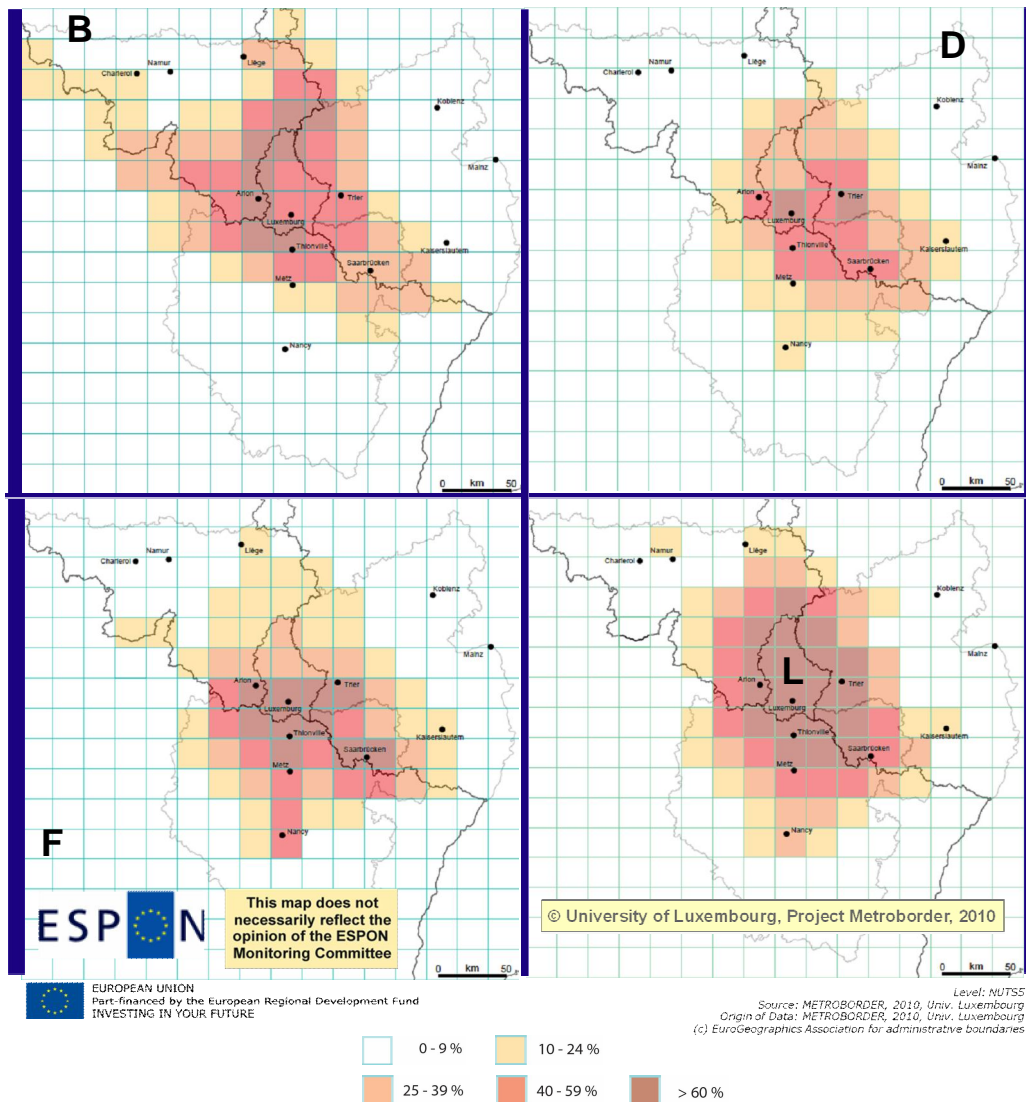 B
Liège
Namur
Charleroi
Koblenz
Mainz
Arlon
Trier
Luxemburg
Thionville
Kaiserslautern
Saarbrücken
Metz
Nancy
km
0 50
D
Liège
Namur
Charleroi
Koblenz
Mainz
Arlon
Trier
Luxemburg
Thionville
Kaiserslautern
Saarbrücken
Metz
Nancy
km
0 50
Liège
Namur
Charleroi
Koblenz
Mainz
Arlon
Trier
Luxemburg
Thionville
Kaiserslautern
Saarbrücken
Metz
Nancy
F
km
0 50
Liège
Namur
Charleroi
Koblenz
Mainz
L
Arlon
Trier
Luxemburg
Thionville
Kaiserslautern
Saarbrücken
Metz
Nancy
km
0 50
ESPON
This map does not
necessarily reflect the
opinion of the ESPON
Monitoring Committee
© University of Luxembourg, Project Metroborder, 2010
EUROPEAN UNION
Part-financed by the European Regional Development Fund
INVESTING IN YOUR FUTURE
Level: NUTS5
Source: METROBORDER, 2010, Univ. Luxembourg
Origin of Data: METROBORDER, 2010, Univ. Luxembourg
(c) EuroGeographics Association for administrative boundaries
0 - 9 %
10 - 24 %
25 - 39 %
40 - 59 %
> 60 %